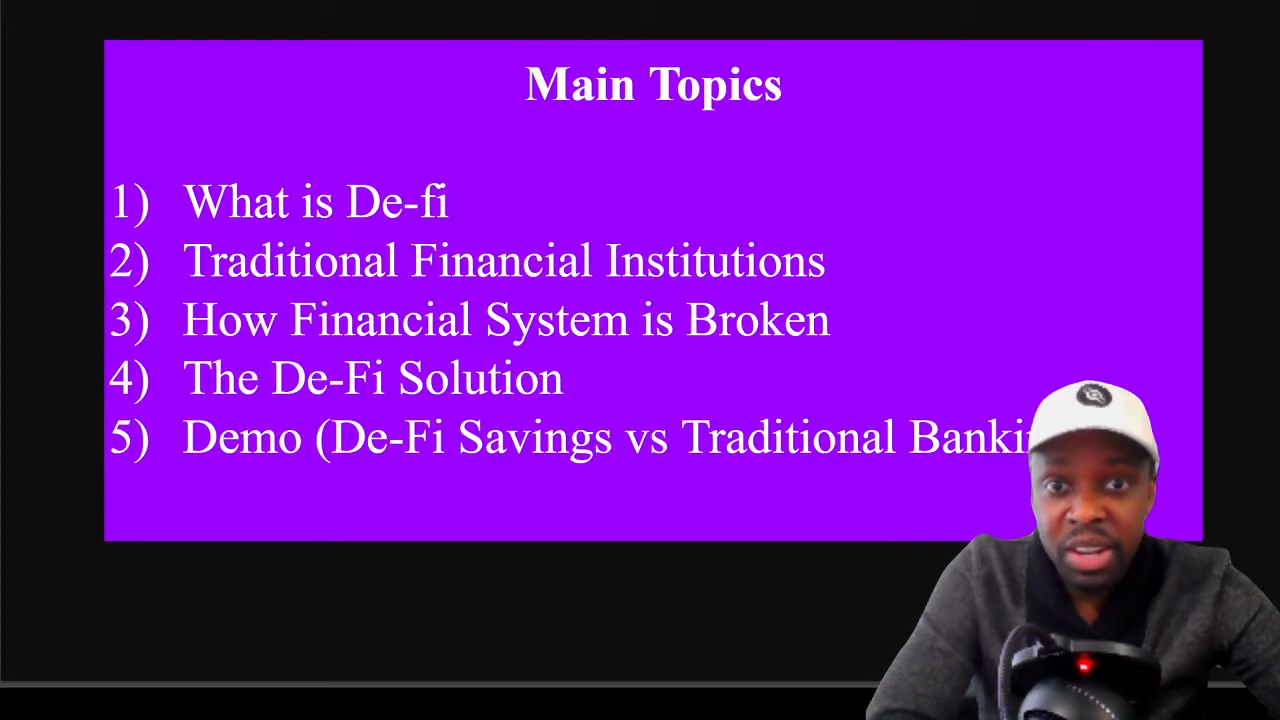 Main Topics
1) What is De-fi
2) Traditional Financial Institutions
3) How Financial System is Broken
4) The De-Fi Solution
5) Demo (De-Fi Savings vs Traditional